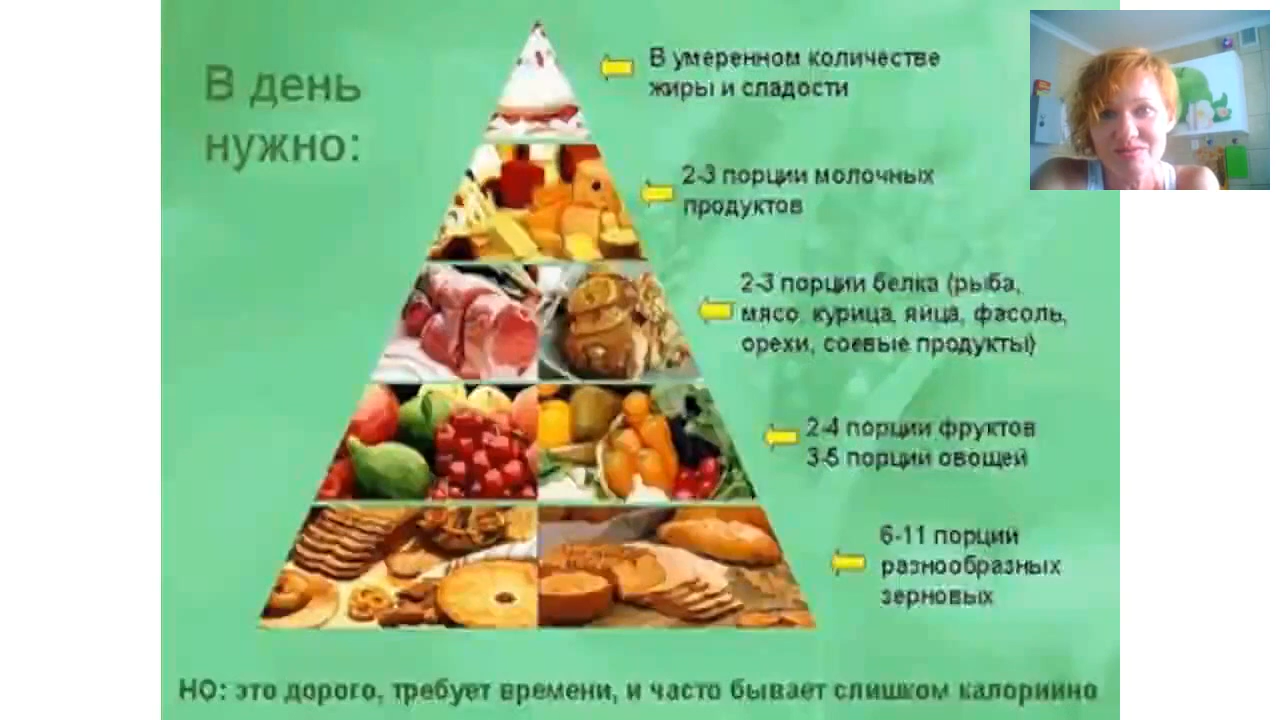 В день
нужно:
В умеренном количестве
жиры и сладости
2-3 порции молочных
продуктов
2-3 порции белка (рыба,
мясо, курица, яйца, фасоль,
орехи, соевые продукты)
2-4 порции фруктов
3-5 порций овощей
6-11 порций
разнообразных
зерновых
НО: это дорого, требует времени, и часто бывает слишком калорийно